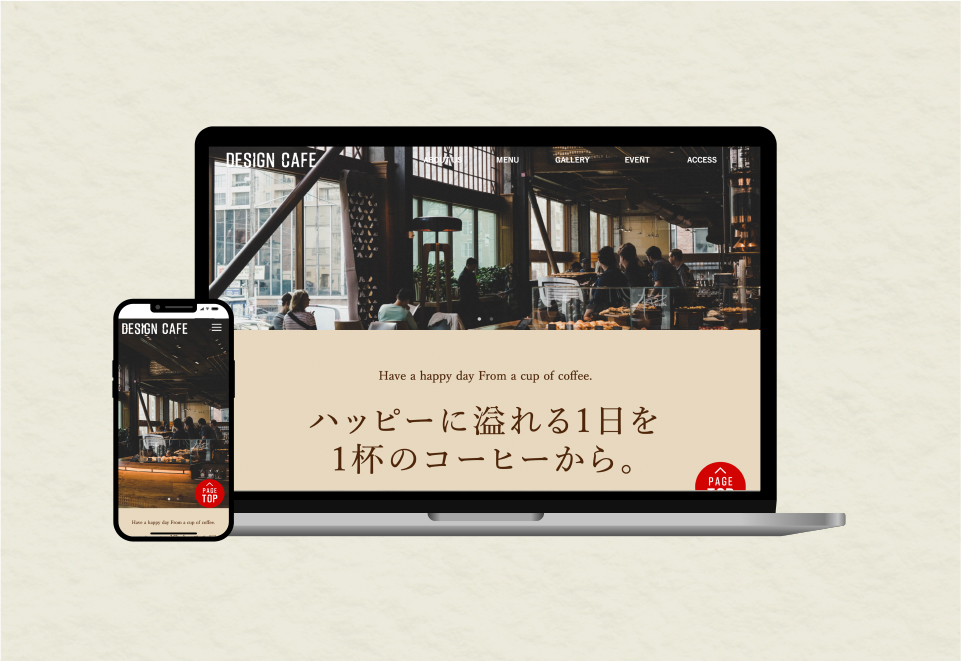 DESIGN CAFE
ABOUT US MENU GALLERY EVENT ACCESS
Have a happy day From a cup of coffee.
ハッピーに溢れる1日を
1杯のコーヒーから。
PAGE
TOP
DESIGN CAFE
PAGE
TOP
Have a happy day From a cup of coffee.